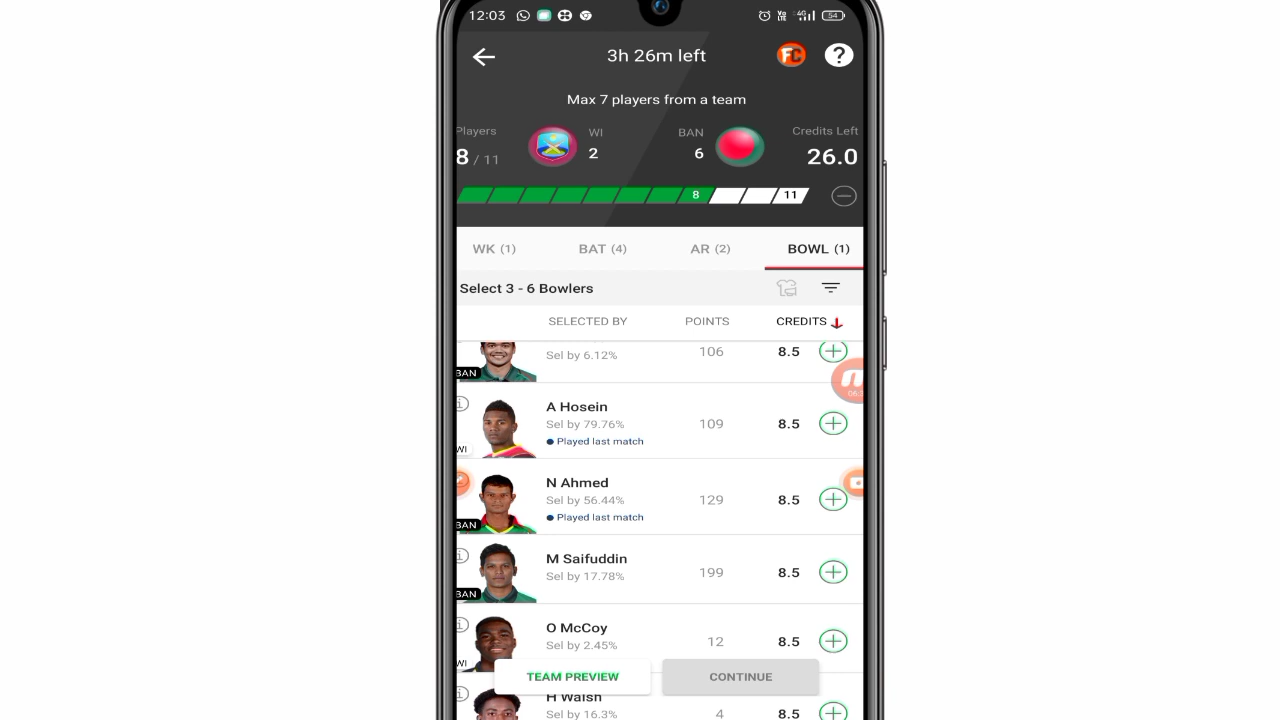 12:03
54
3h 26m left
FC
?
Max 7 players from a team
Players
WI
BAN
Credits Left
8 / 11
2
6
26.0
8
11
WK (1)
BAT (4)
AR (2)
BOWL (1)
Select 3 - 6 Bowlers
SELECTED BY
POINTS
CREDITS
Sel by 6.12%
106
8.5
BAN
A Hosein
Sel by 79.76%
109
8.5
Played last match
WI
N Ahmed
Sel by 56.44%
129
8.5
Played last match
BAN
M Saifuddin
Sel by 17.78%
199
8.5
BAN
O McCoy
Sel by 2.45%
12
8.5
WI
TEAM PREVIEW
CONTINUE
H Walsh
Sel by 16.3%
4
8.5